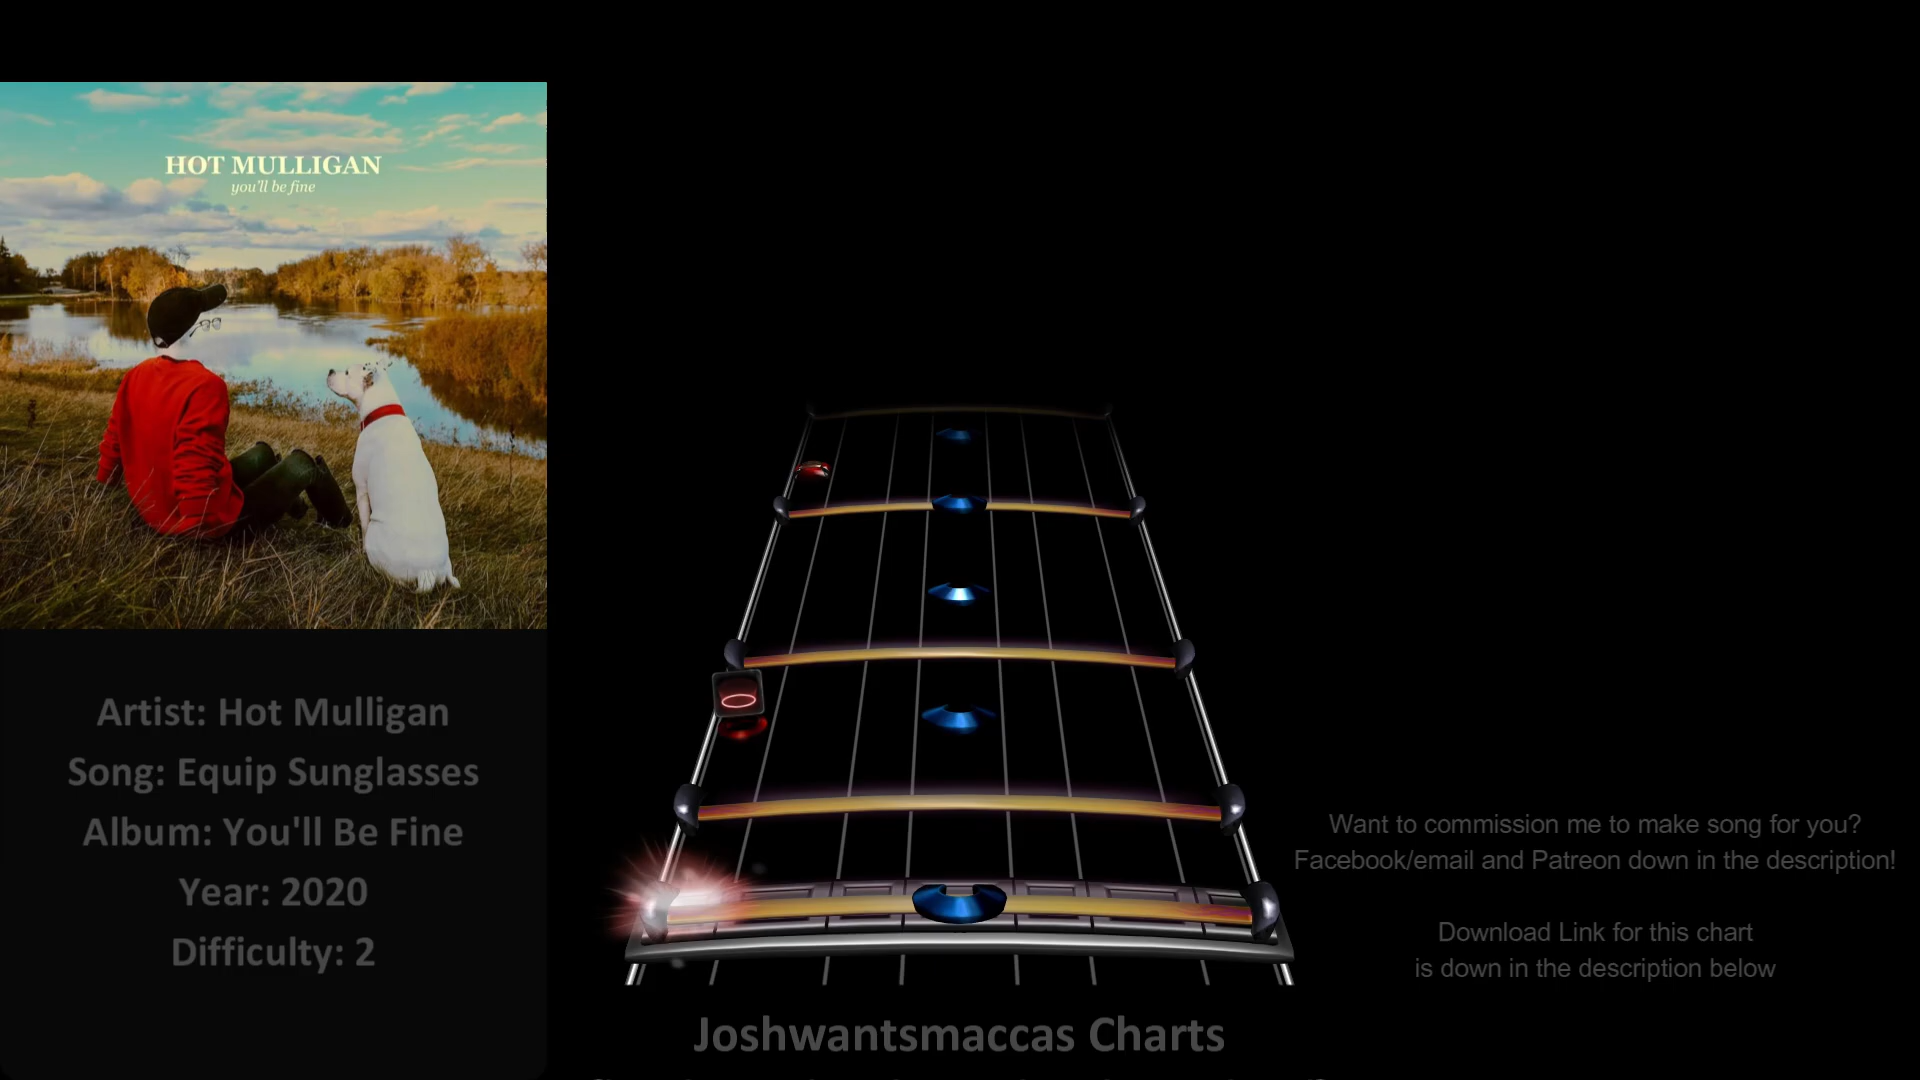 HOT MULLIGAN
you'll be fine
Artist: Hot Mulligan
Song: Equip Sunglasses
Album: You'll Be Fine
Year: 2020
Difficulty: 2
Want to commission me to make song for you?
Facebook/email and Patreon down in the description!
Download Link for this chart
is down in the description below
Joshwantsmaccas Charts